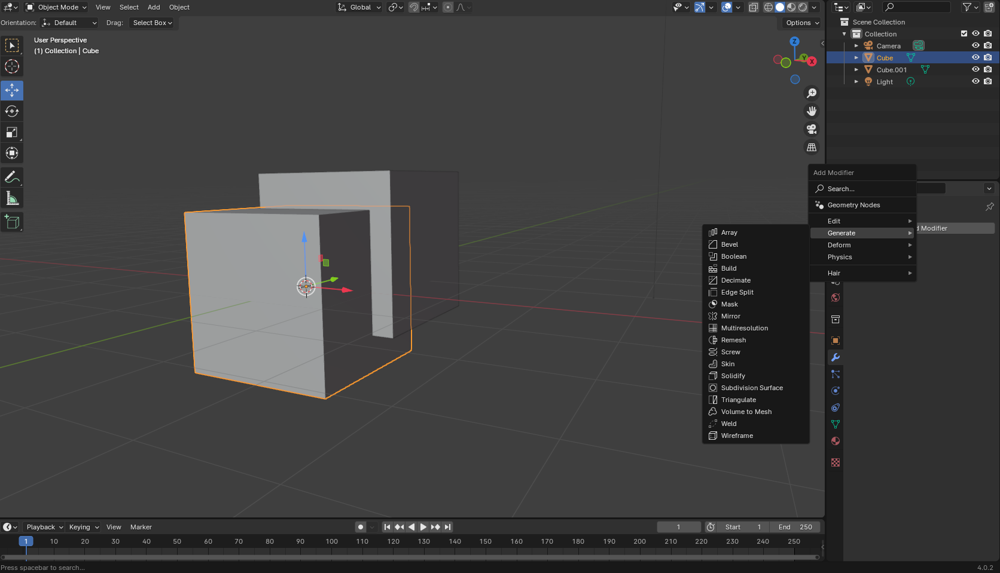 Object Mode View Select Add Object Global
Orientation: Default Drag: Select Box Options
User Perspective
(1) Collection | Cube
Z
Y
X
Scene Collection
Collection
Camera
Cube
Cube.001
Light
Add Modifier
Search...
Geometry Nodes
Edit
Generate
Deform
Physics
Hair
d Modifier
Array
Bevel
Boolean
Build
Decimate
Edge Split
Mask
Mirror
Multiresolution
Remesh
Screw
Skin
Solidify
Subdivision Surface
Triangulate
Volume to Mesh
Weld
Wireframe
Playback Keying View Marker 1 Start 1 End 250
1 10 20 30 40 50 60 70 80 90 100 110 120 130 140 150 160 170 180 190 200 210 220 230 240 250
Press spacebar to search... 4.0.2